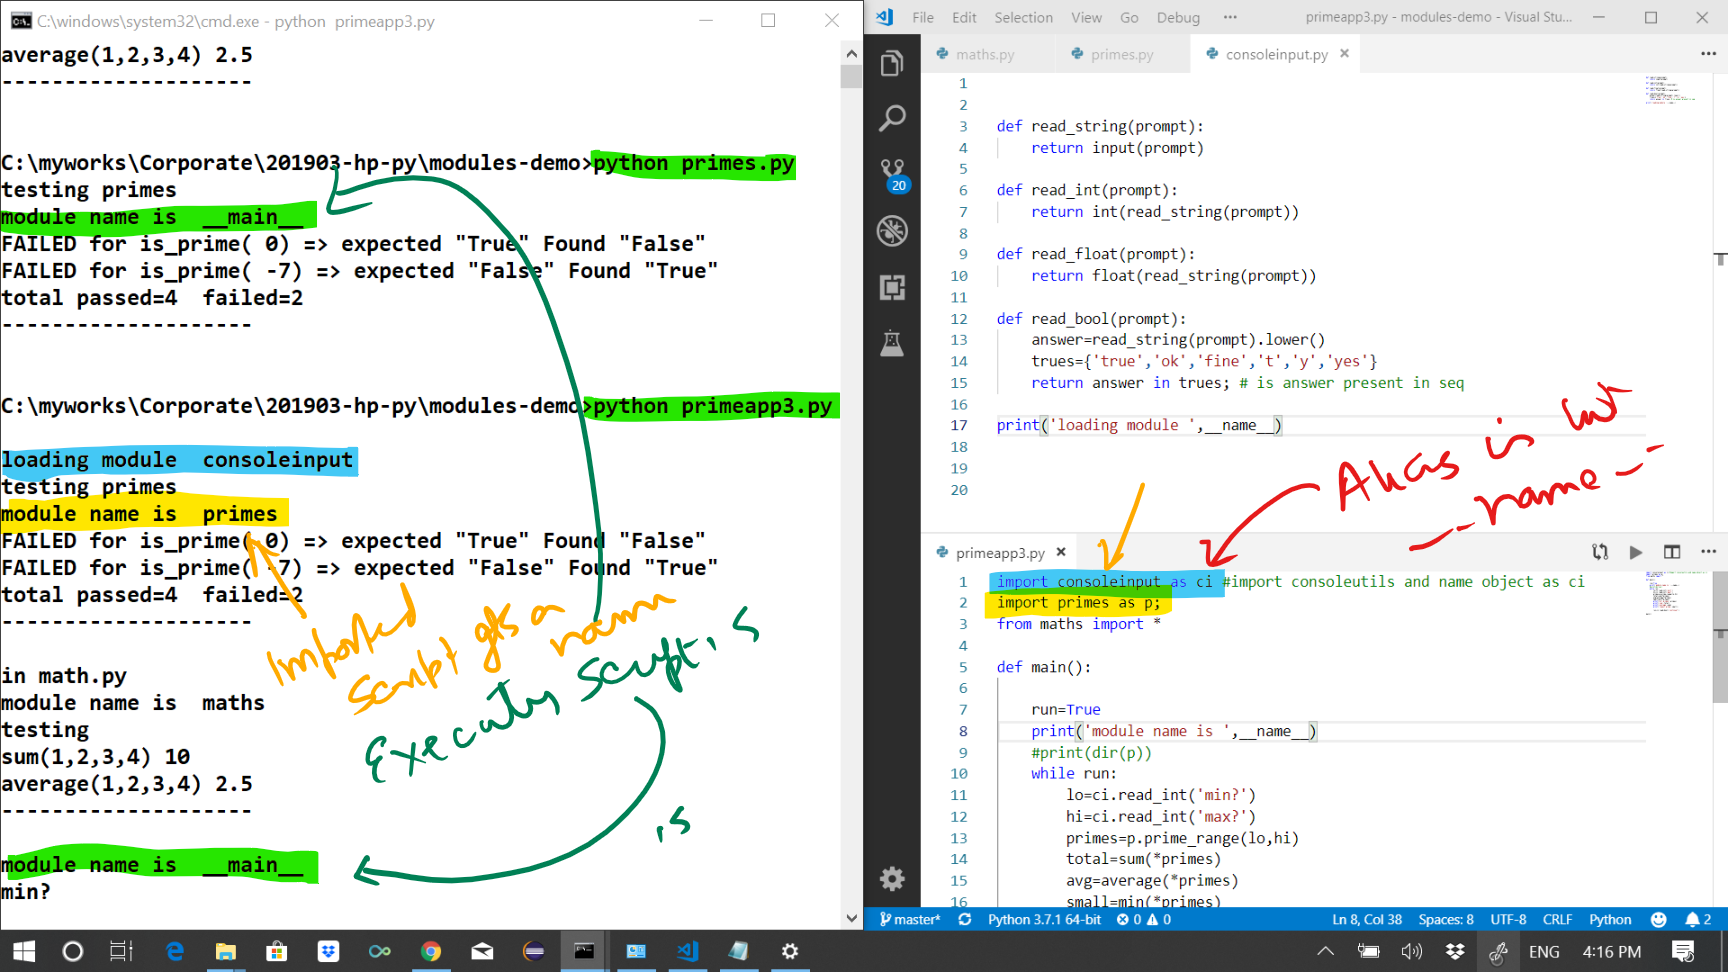 C:\windows\system32\cmd.exe - python  primeapp3.py
average(1,2,3,4) 2.5
--------------------
C:\myworks\Corporate\201903-hp-py\modules-demo>python primes.py
testing primes
module name is  __main__
FAILED for is_prime( 0) => expected "True" Found "False"
FAILED for is_prime( -7) => expected "False" Found "True"
total passed=4  failed=2
--------------------
C:\myworks\Corporate\201903-hp-py\modules-demo>python primeapp3.py
loading module  consoleinput
testing primes
module name is  primes
FAILED for is_prime( 0) => expected "True" Found "False"
FAILED for is_prime( -7) => expected "False" Found "True"
total passed=4  failed=2
--------------------
in math.py
module name is  maths
testing
sum(1,2,3,4) 10
average(1,2,3,4) 2.5
--------------------
module name is  __main__
min?
Imported
script gts a name
script is
is
File Edit Selection View Go Debug ··· primeapp3.py - modules-demo - Visual Stu...
maths.py primes.py consoleinput.py
20
1
2
3 def read_string(prompt):
4 return input(prompt)
5
6 def read_int(prompt):
7 return int(read_string(prompt))
8
9 def read_float(prompt):
10 return float(read_string(prompt))
11
12 def read_bool(prompt):
13 answer=read_string(prompt).lower()
14 trues={'true','ok','fine','t','y','yes'}
15 return answer in trues; # is answer present in seq
16
17 print('loading module ',__name__)
18
19
20
Alias is not
__name__
primeapp3.py
1 import consoleinput as ci #import consoleutils and name object as ci
2 import primes as p;
3 from maths import *
4
5 def main():
6
7 run=True
8 print('module name is ',__name__)
9 #print(dir(p))
10 while run:
11 lo=ci.read_int('min?')
12 hi=ci.read_int('max?')
13 primes=p.prime_range(lo,hi)
14 total=sum(*primes)
15 avg=average(*primes)
16 small=min(*primes)
master* Python 3.7.1 64-bit 0 0 Ln 8, Col 38 Spaces: 8 UTF-8 CRLF Python 2
ENG 4:16 PM